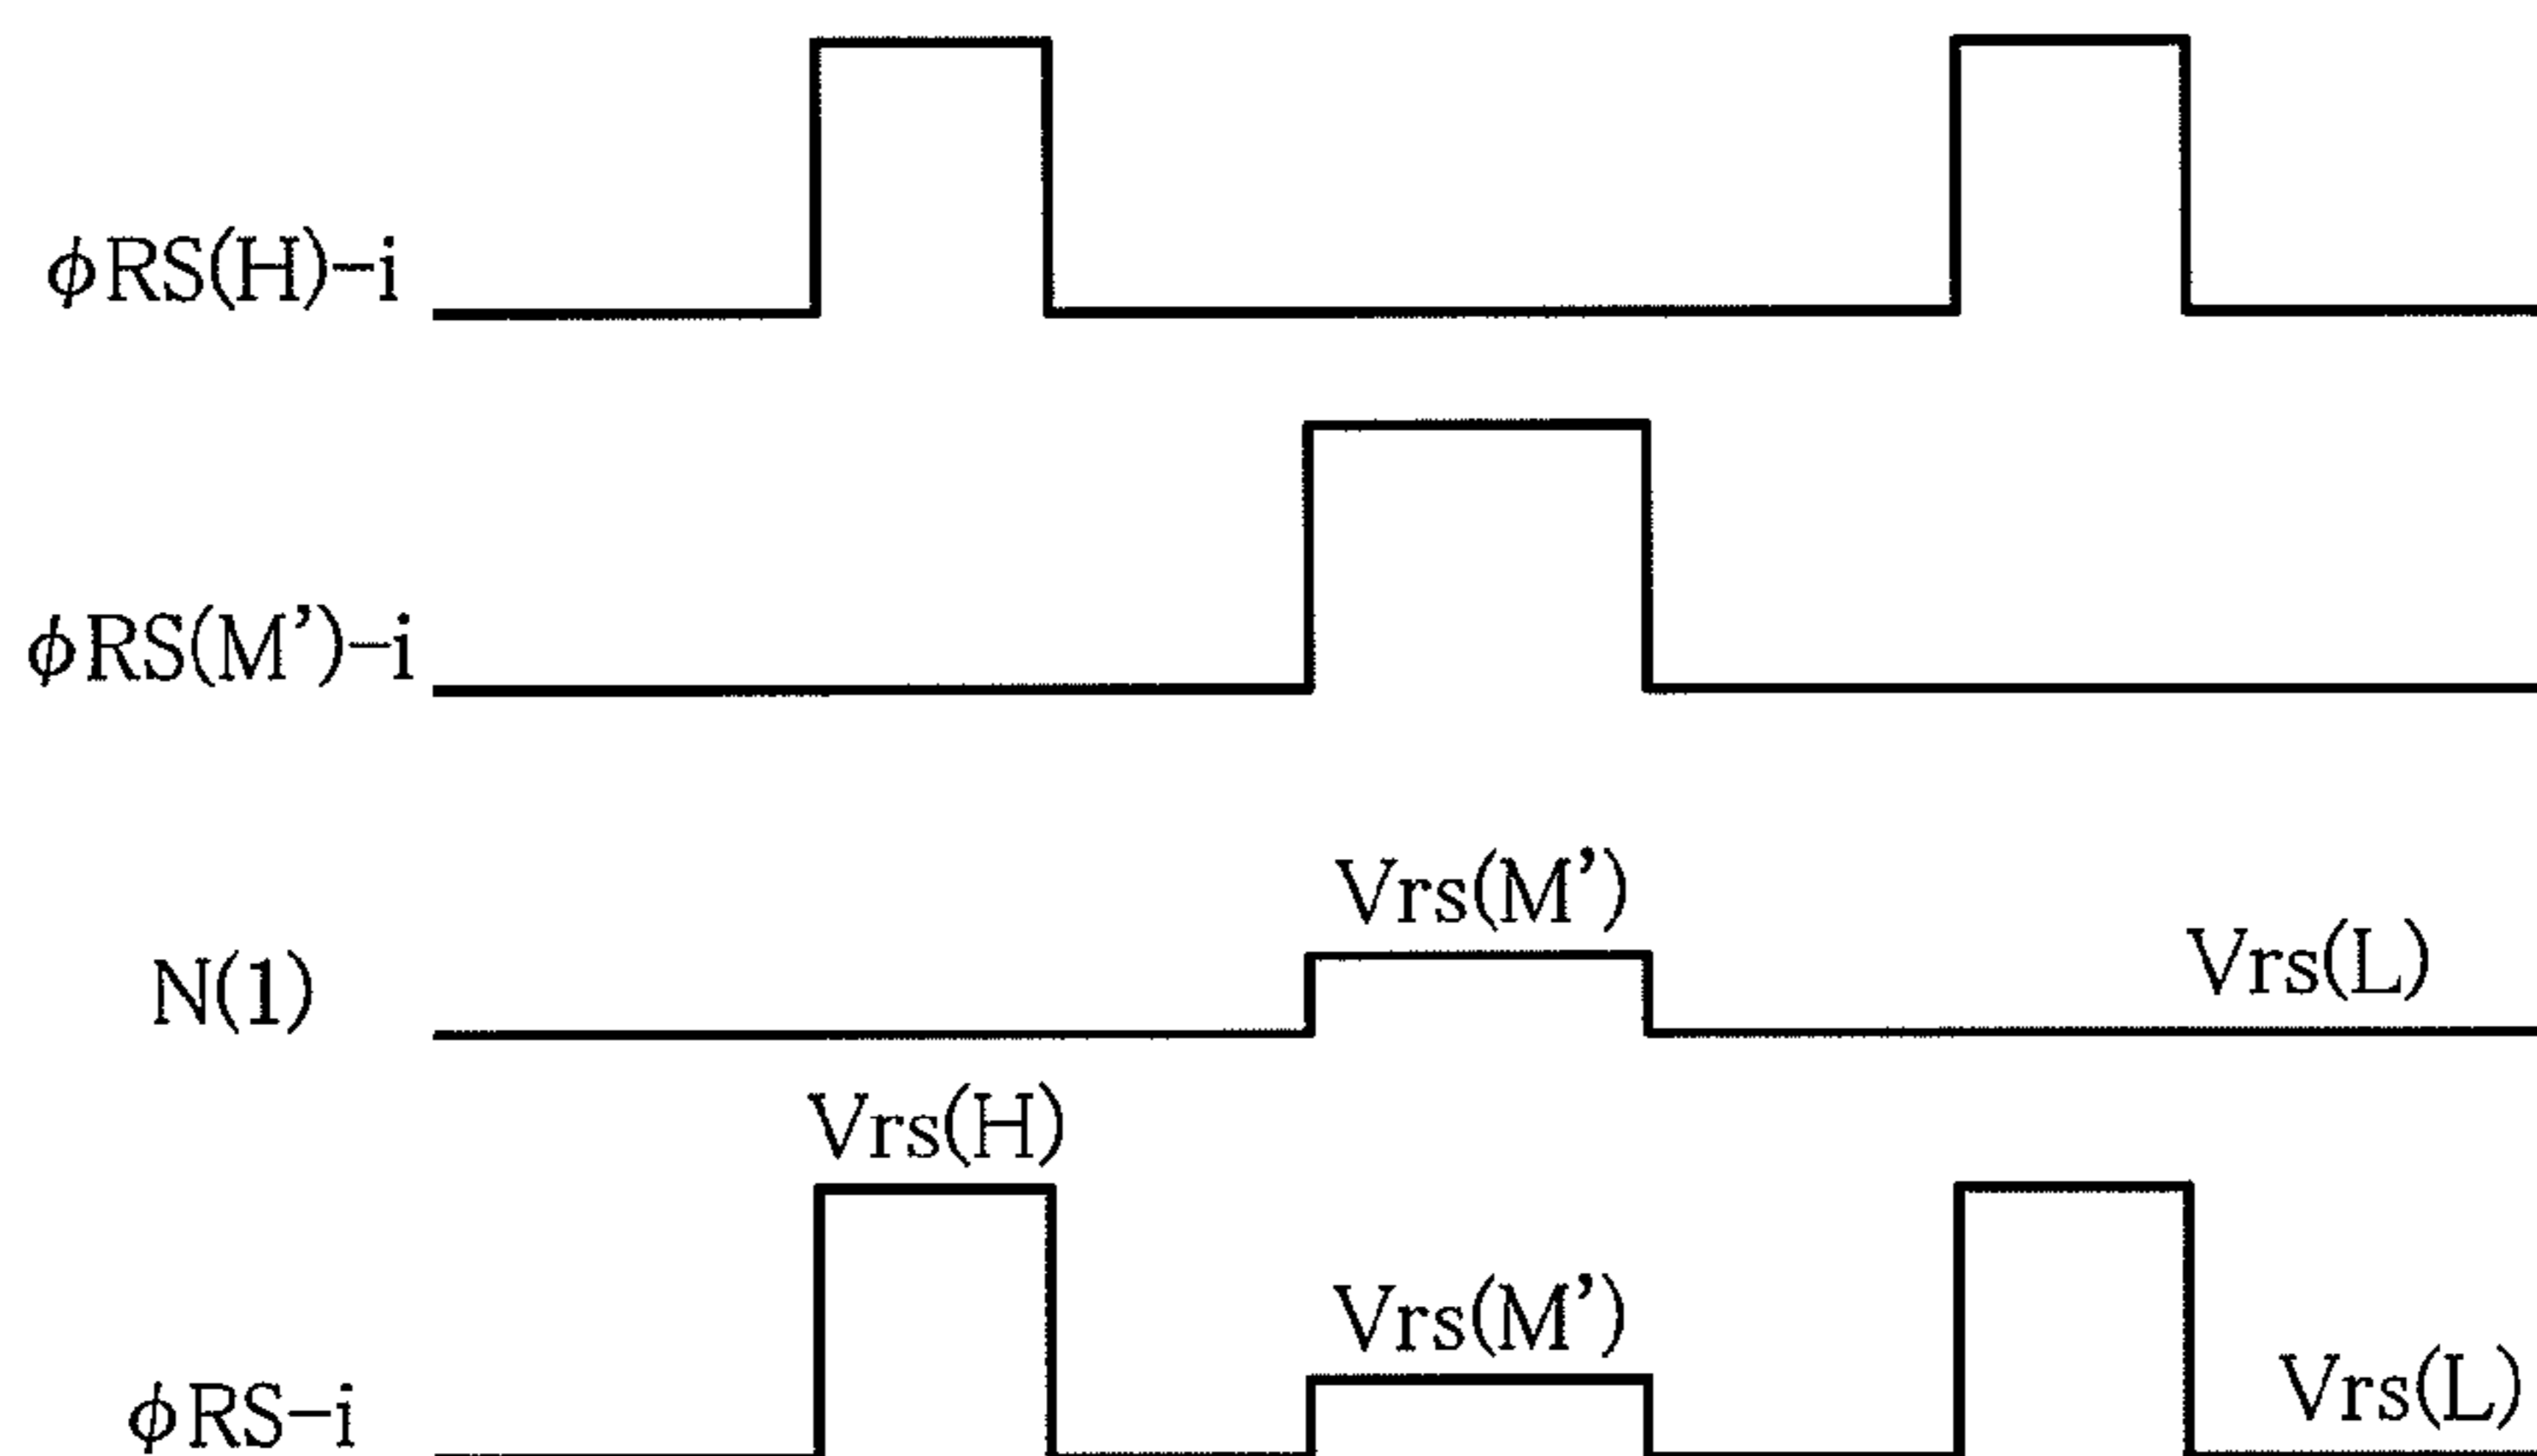 ϕRS(H)-i
ϕRS(M’)-i
Vrs(M’)
N(1)
Vrs(L)
Vrs(H)
Vrs(M’)
ϕRS-i
Vrs(L)